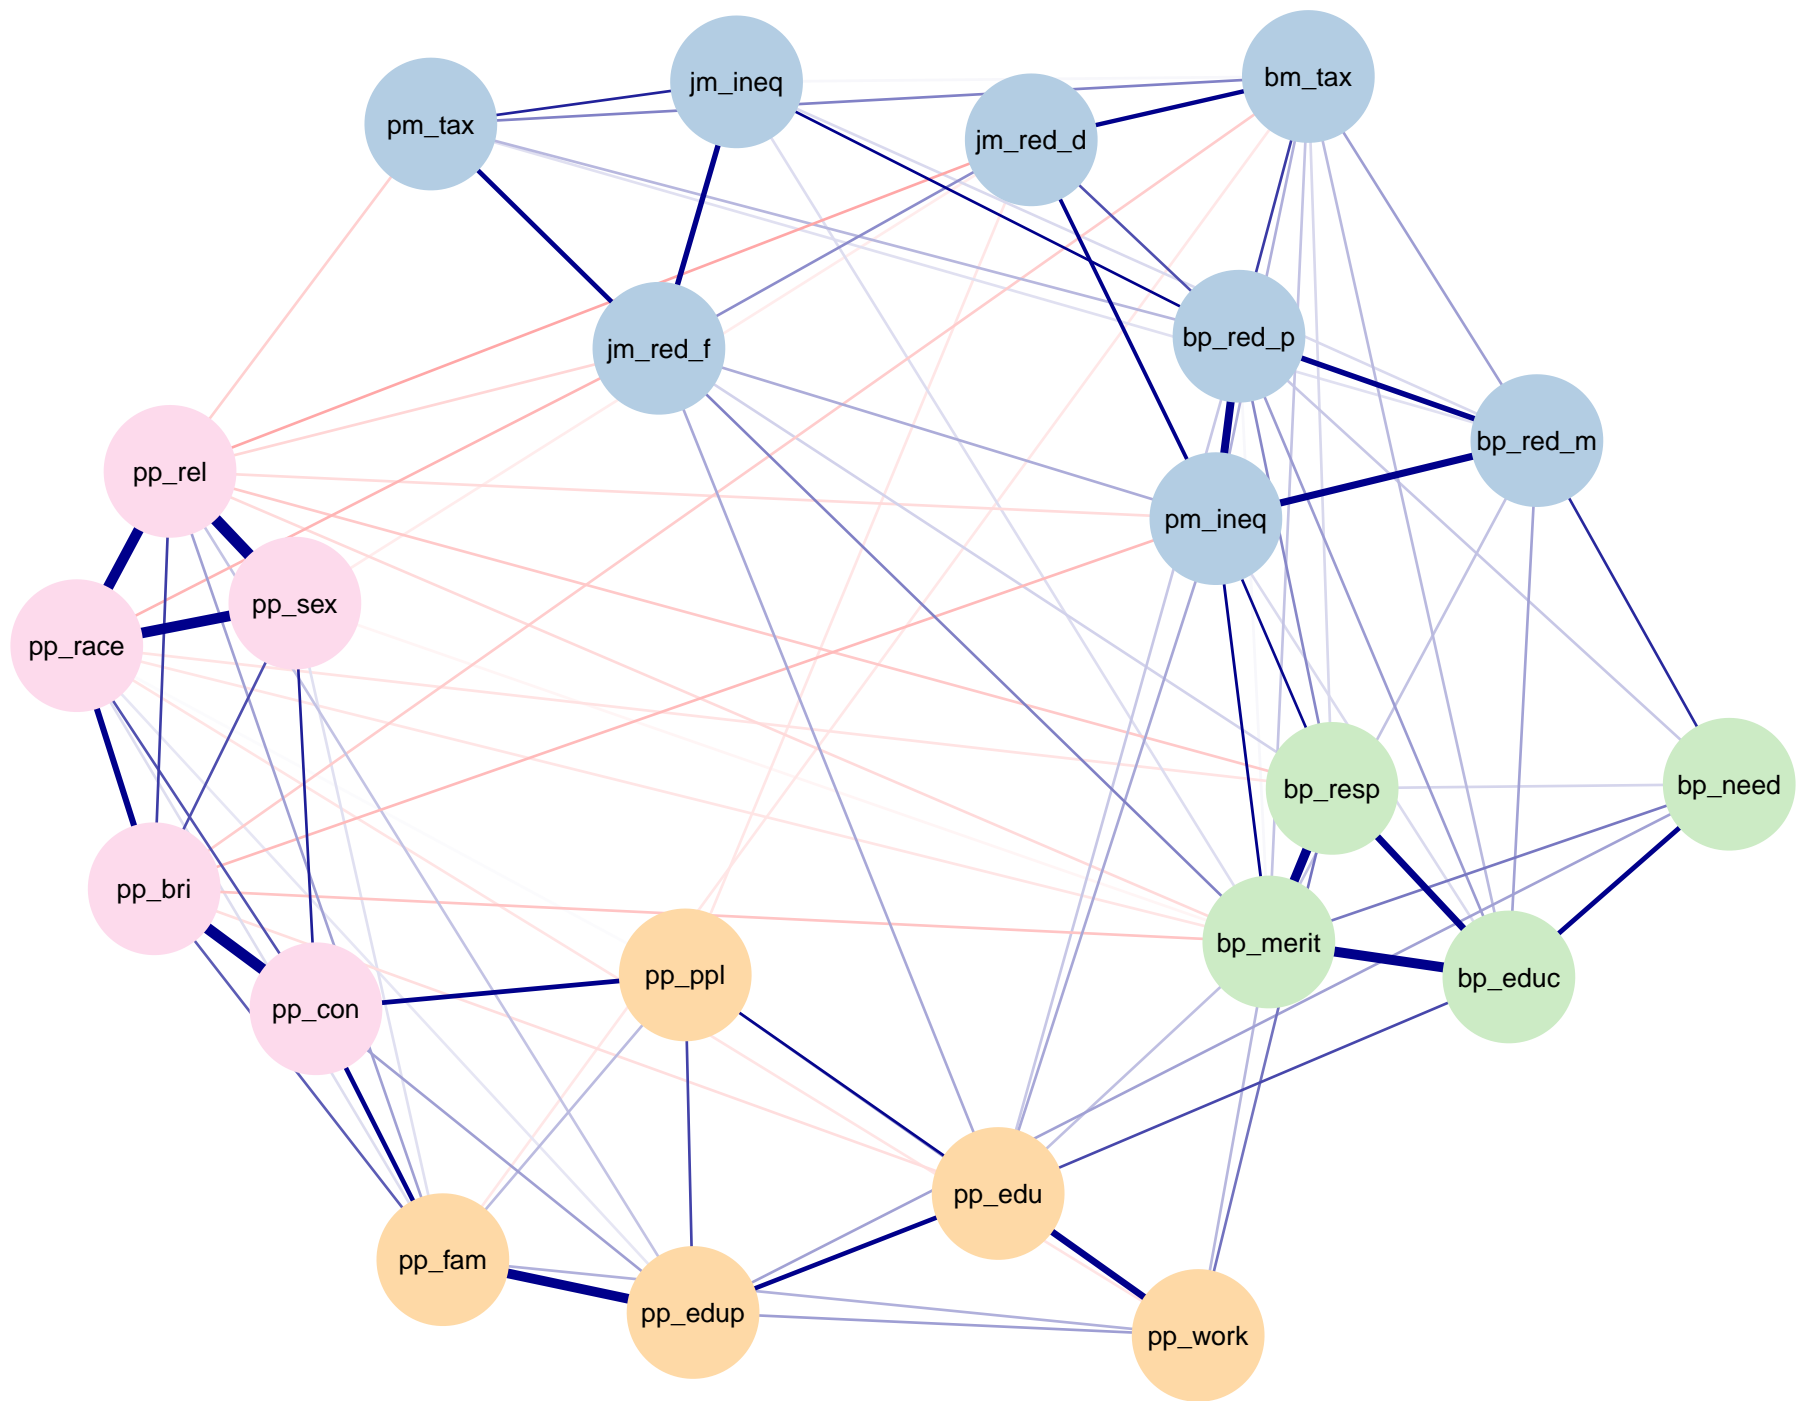 bm_tax
jm_ineq
pm_tax
jm_red_d
bp_red_p
jm_red_f
bp_red_m
pp_rel
pm_ineq
pp_sex
pp_race
bp_need
bp_resp
pp_bri
bp_merit
pp_ppl
bp_educ
pp_con
pp_edu
pp_fam
pp_edup
pp_work